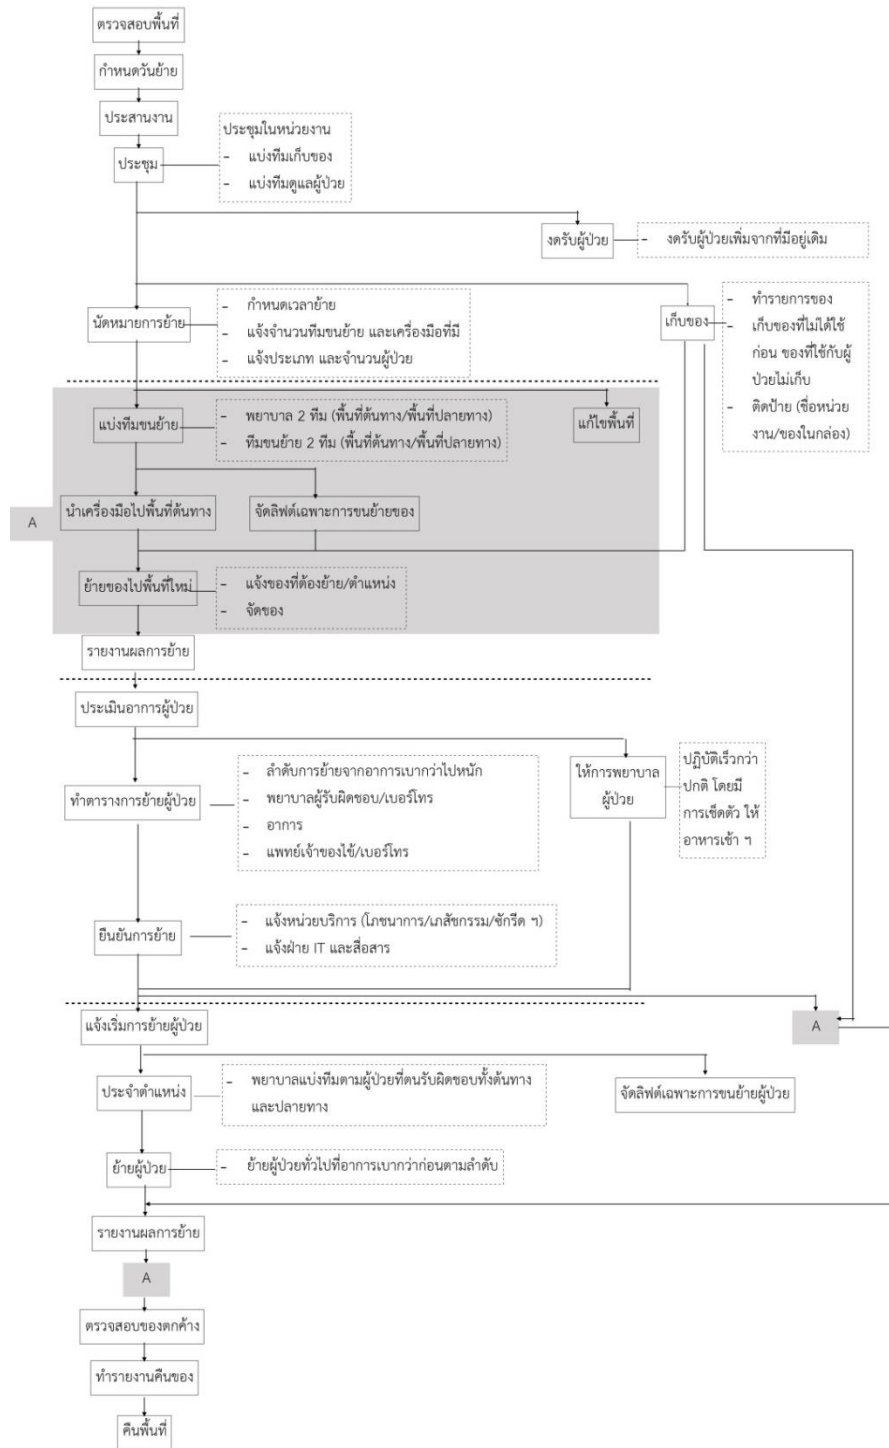 ตรวจสอบพื้นที่
กำหนดวันย้าย
ประสานงาน
ประชุม
ประชุมในหน่วยงาน
- แบ่งทีมเก็บของ
- แบ่งทีมดูแลผู้ป่วย
งดรับผู้ป่วย
- งดรับผู้ป่วยเพิ่มจากที่มีอยู่เดิม
นัดหมายการย้าย
- กำหนดเวลาย้าย
- แจ้งจำนวนทีมขนย้าย และเครื่องมือที่มี
- แจ้งประเภท และจำนวนผู้ป่วย
เก็บของ
- ทำรายการของ
- เก็บของที่ไม่ได้ใช้
ก่อน ของที่ใช้กับผู้
ป่วยไม่เก็บ
- ติดป้าย (ชื่อหน่วย
งาน/ของในกล่อง)
แบ่งทีมขนย้าย
- พยาบาล 2 ทีม (พื้นที่ต้นทาง/พื้นที่ปลายทาง)
- ทีมขนย้าย 2 ทีม (พื้นที่ต้นทาง/พื้นที่ปลายทาง)
แก้ไขพื้นที่
A
นำเครื่องมือไปพื้นที่ต้นทาง
จัดลิฟต์เฉพาะการขนย้ายของ
ย้ายของไปพื้นที่ใหม่
- แจ้งของที่ต้องย้าย/ตำแหน่ง
- จัดของ
รายงานผลการย้าย
ประเมินอาการผู้ป่วย
ทำตารางการย้ายผู้ป่วย
- ลำดับการย้ายจากอาการเบากว่าไปหนัก
- พยาบาลผู้รับผิดชอบ/เบอร์โทร
- อาการ
- แพทย์เจ้าของไข้/เบอร์โทร
ให้การพยาบาล
ผู้ป่วย
ปฏิบัติเร็วกว่า
ปกติ โดยมี
การเช็ดตัว ให้
อาหารเช้า ฯ
ยืนยันการย้าย
- แจ้งหน่วยบริการ (โภชนาการ/เภสัชกรรม/ซักรีด ฯ)
- แจ้งฝ่าย IT และสื่อสาร
แจ้งเริ่มการย้ายผู้ป่วย
A
ประจำตำแหน่ง
- พยาบาลแบ่งทีมตามผู้ป่วยที่ตนรับผิดชอบทั้งต้นทาง
และปลายทาง
จัดลิฟต์เฉพาะการขนย้ายผู้ป่วย
ย้ายผู้ป่วย
- ย้ายผู้ป่วยทั่วไปที่อาการเบากว่าก่อนตามลำดับ
รายงานผลการย้าย
A
ตรวจสอบของตกค้าง
ทำรายงานคืนของ
คืนพื้นที่